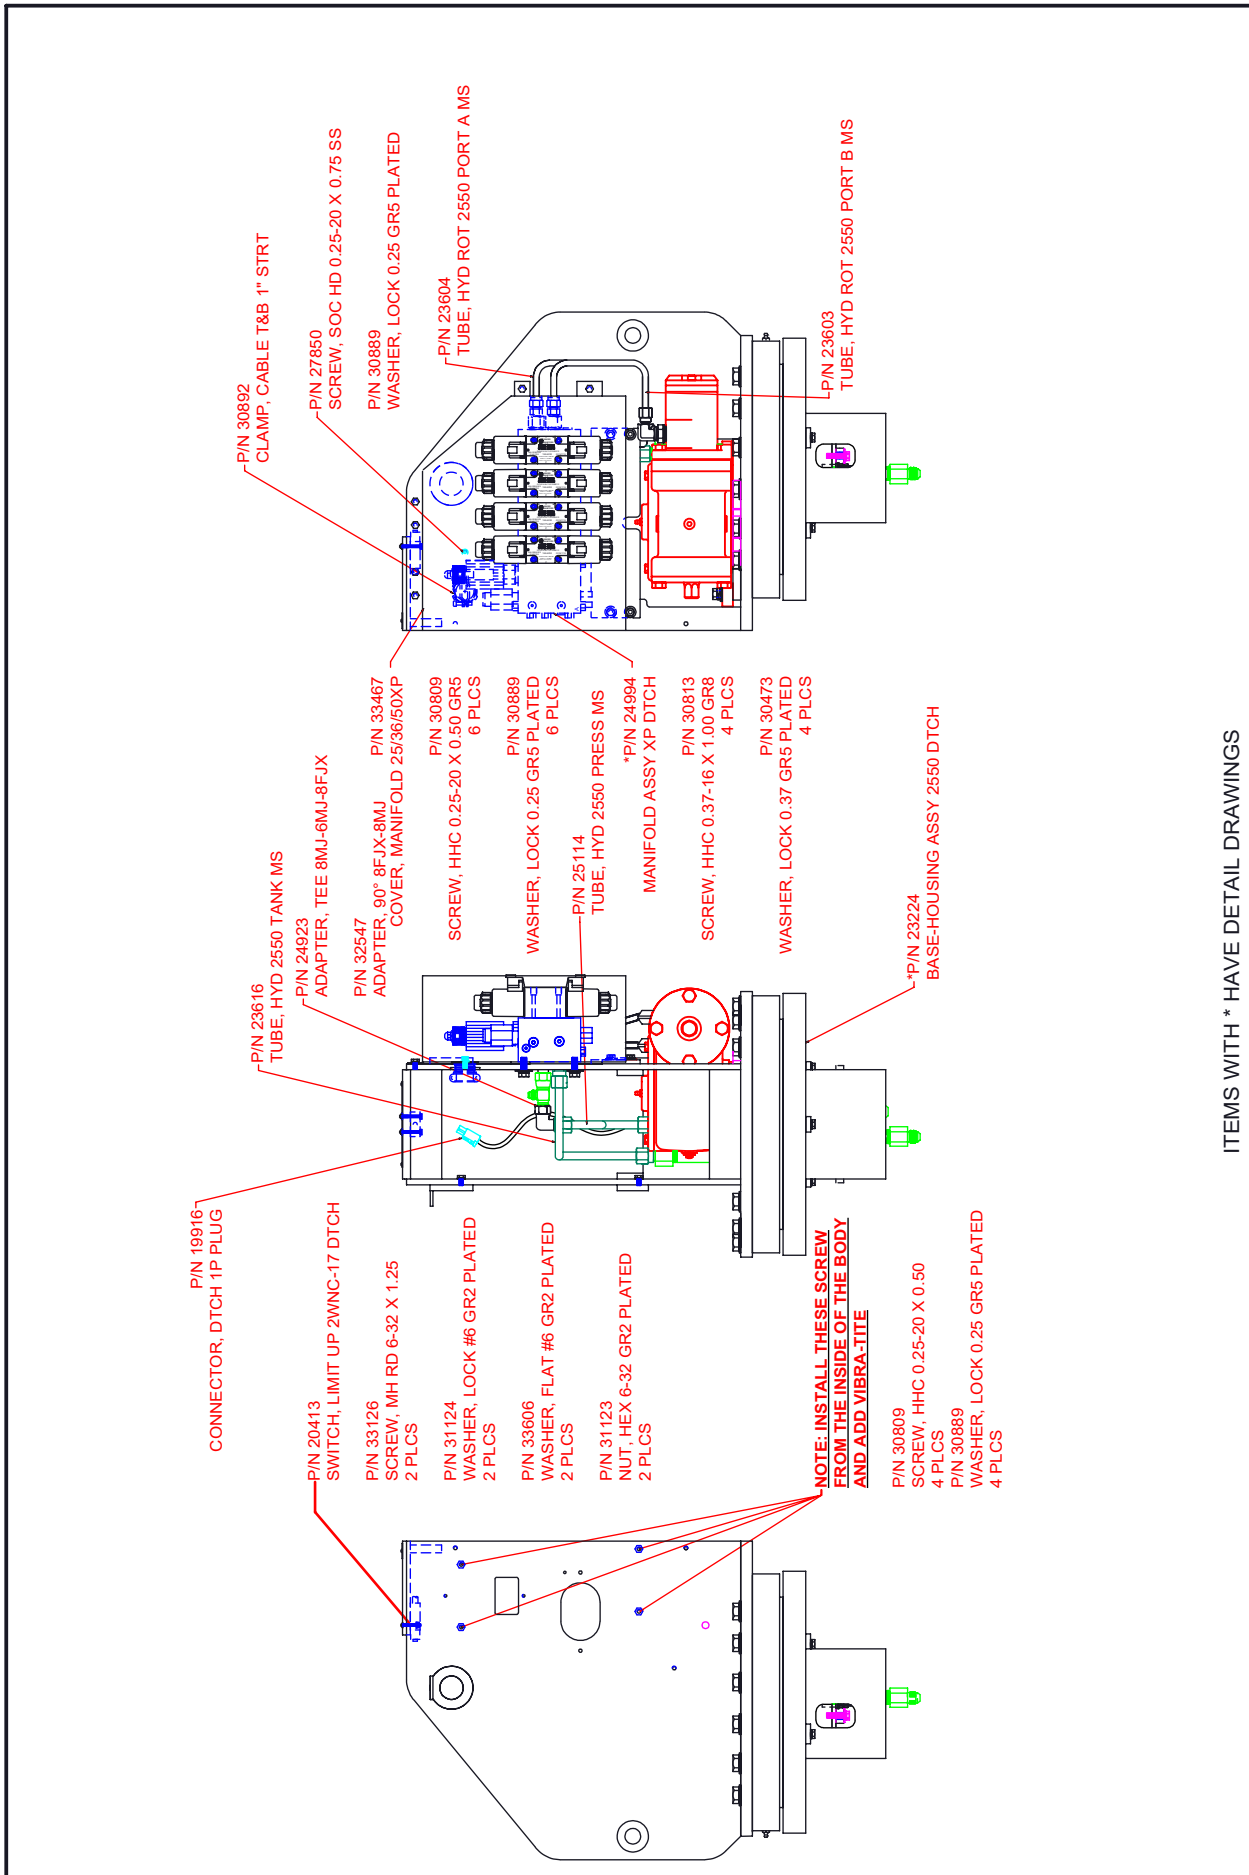 P/N 19916
CONNECTOR, DTCH 1P PLUG
P/N 23616
TUBE, HYD 2550 TANK MS
P/N 24923
ADAPTER, TEE 8MJ-6MJ-8FJX
P/N 32547
ADAPTER, 90° 8FJX-8MJ
P/N 30892
CLAMP, CABLE T&B 1" STRT
P/N 27850
SCREW, SOC HD 0.25-20 X 0.75 SS
P/N 30889
WASHER, LOCK 0.25 GR5 PLATED
P/N 23604
TUBE, HYD ROT 2550 PORT A MS
P/N 20413
SWITCH, LIMIT UP 2WNC-17 DTCH
P/N 33126
SCREW, MH RD 6-32 X 1.25
2 PLCS
P/N 31124
WASHER, LOCK #6 GR2 PLATED
2 PLCS
P/N 33606
WASHER, FLAT #6 GR2 PLATED
2 PLCS
P/N 31123
NUT, HEX 6-32 GR2 PLATED
2 PLCS
P/N 33467
COVER, MANIFOLD 25/36/50XP
P/N 30809
SCREW, HHC 0.25-20 X 0.50 GR5
6 PLCS
P/N 30889
WASHER, LOCK 0.25 GR5 PLATED
6 PLCS
P/N 25114
TUBE, HYD 2550 PRESS MS
*P/N 24994
MANIFOLD ASSY XP DTCH
P/N 30813
SCREW, HHC 0.37-16 X 1.00 GR8
4 PLCS
P/N 30473
WASHER, LOCK 0.37 GR5 PLATED
4 PLCS
P/N 23603
TUBE, HYD ROT 2550 PORT B MS
NOTE: INSTALL THESE SCREW
FROM THE INSIDE OF THE BODY
AND ADD VIBRA-TITE
P/N 30809
SCREW, HHC 0.25-20 X 0.50
4 PLCS
P/N 30889
WASHER, LOCK 0.25 GR5 PLATED
4 PLCS
*P/N 23224
BASE-HOUSING ASSY 2550 DTCH
ITEMS WITH * HAVE DETAIL DRAWINGS